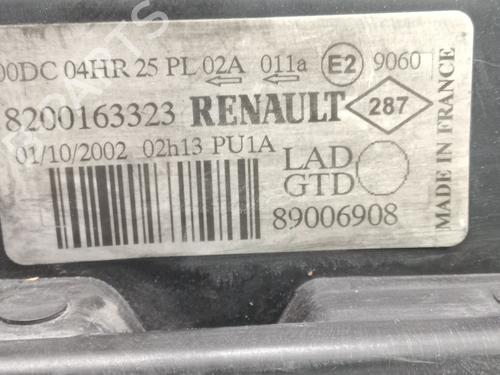 00DC 04HR 25 PL 02A 011a E2 9060
8200163323 RENAULT 287
01/10/2002 02h13 PU1A LAD
GTD
89006908
MADE IN FRANCE